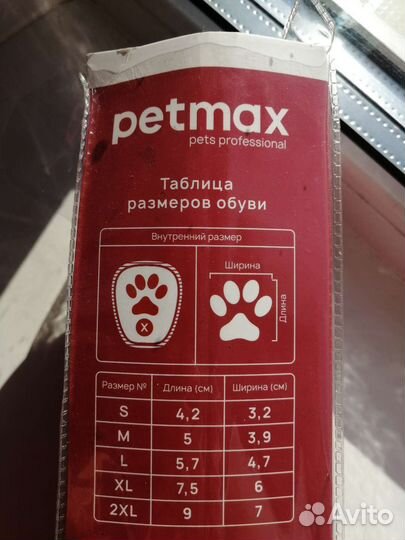 petmax
pets professional
Таблица
размеров обуви
Внутренний размер
Ширина
Длина
X
Размер № Длина (см) Ширина (см)
S 4,2 3,2
M 5 3,9
L 5,7 4,7
XL 7,5 6
2XL 9 7
Avito